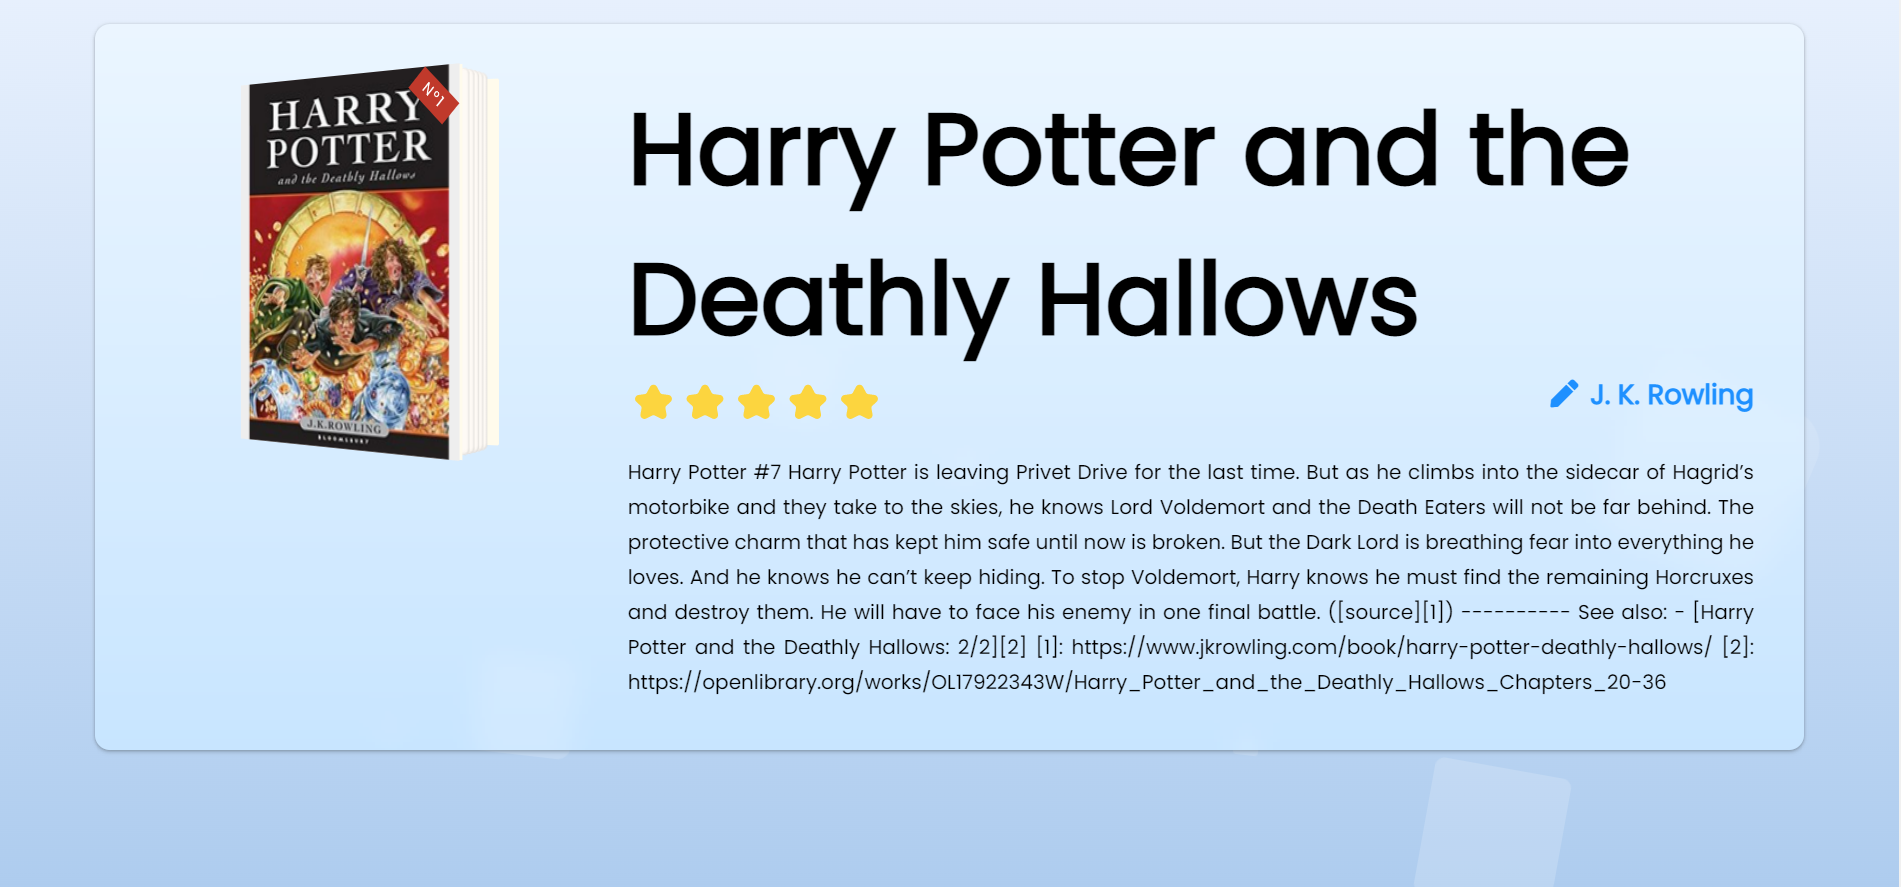 HARRY
POTTER
and the Deathly Hallows
N°1
J.K.ROWLING
BLOOMSBURY
Harry Potter and the
Deathly Hallows
J. K. Rowling
Harry Potter #7 Harry Potter is leaving Privet Drive for the last time. But as he climbs into the sidecar of Hagrid’s
motorbike and they take to the skies, he knows Lord Voldemort and the Death Eaters will not be far behind. The
protective charm that has kept him safe until now is broken. But the Dark Lord is breathing fear into everything he
loves. And he knows he can’t keep hiding. To stop Voldemort, Harry knows he must find the remaining Horcruxes
and destroy them. He will have to face his enemy in one final battle. ([source][1]) ---------- See also: - [Harry
Potter and the Deathly Hallows: 2/2][2] [1]: https://www.jkrowling.com/book/harry-potter-deathly-hallows/ [2]:
https://openlibrary.org/works/OL17922343W/Harry_Potter_and_the_Deathly_Hallows_Chapters_20-36